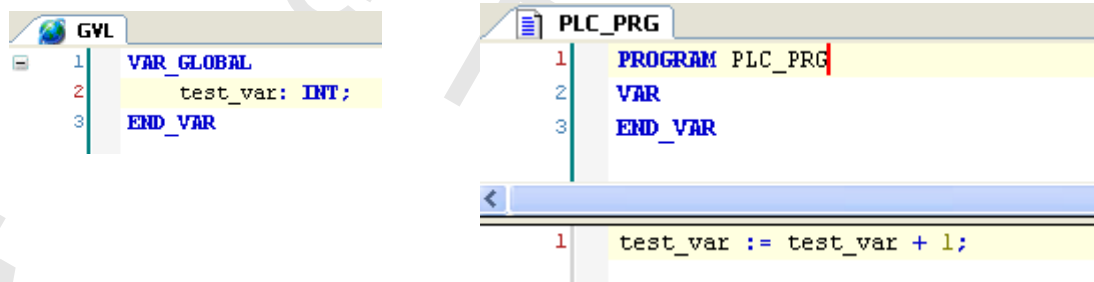 GVL
1 VAR_GLOBAL
2 test_var: INT;
3 END_VAR
PLC_PRG
1 PROGRAM PLC_PRG
2 VAR
3 END_VAR
1 test_var := test_var + 1;